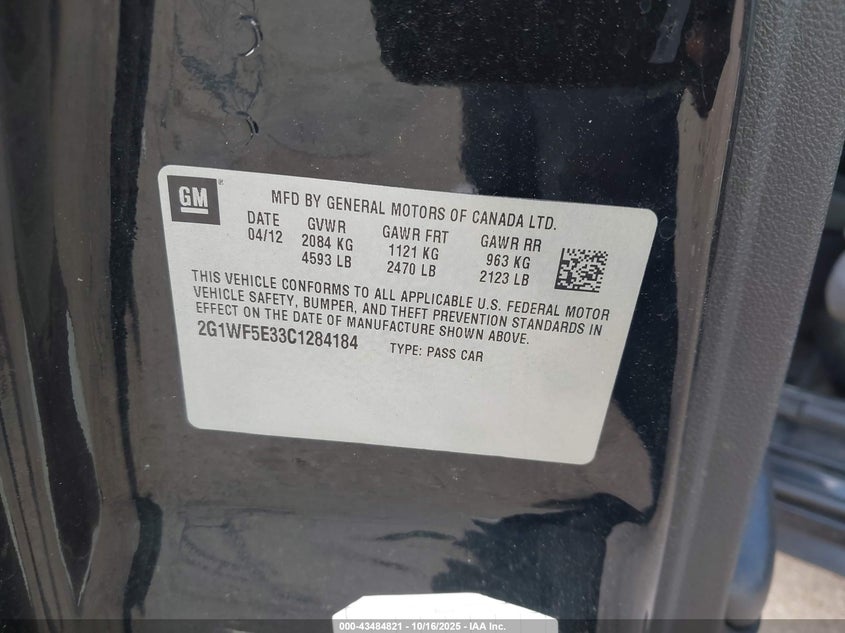 GM
MFD BY GENERAL MOTORS OF CANADA LTD.
DATE GVWR GAWR FRT GAWR RR
04/12 2084 KG 1121 KG 963 KG
4593 LB 2470 LB 2123 LB
THIS VEHICLE CONFORMS TO ALL APPLICABLE U.S. FEDERAL MOTOR
VEHICLE SAFETY, BUMPER, AND THEFT PREVENTION STANDARDS IN
EFFECT ON THE DATE OF MANUFACTURE SHOWN ABOVE.
2G1WF5E33C1284184 TYPE: PASS CAR
000-43484821 - 10/16/2025 - IAA Inc.